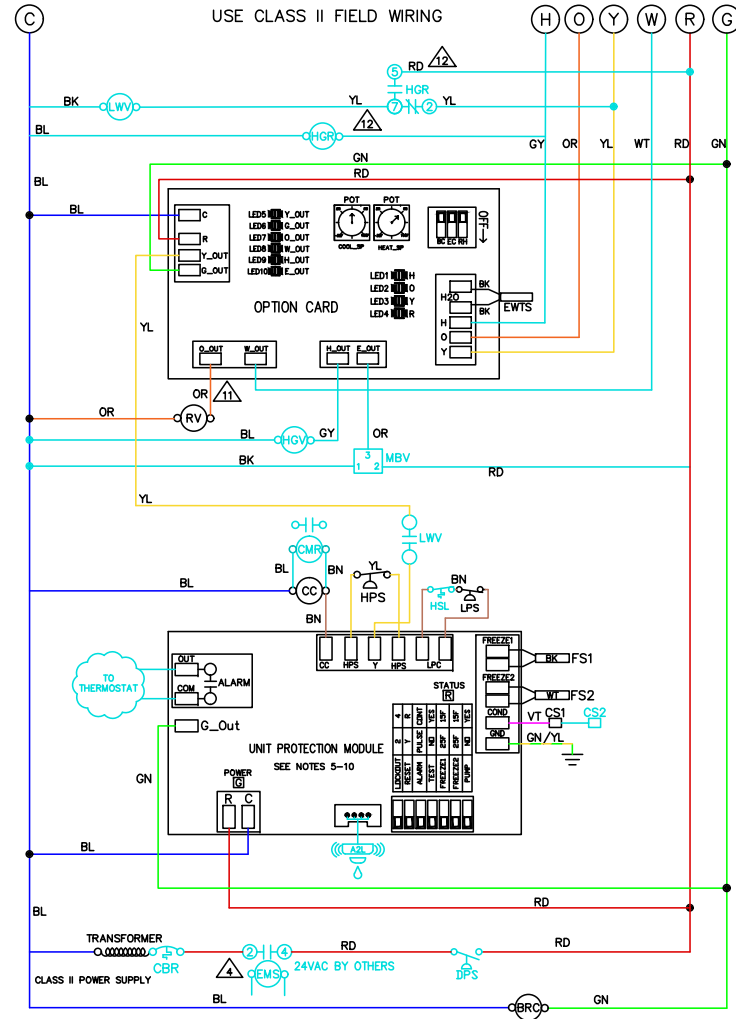 USE CLASS II FIELD WIRING
C
H O Y W R G
RD 12
5
HGR
BK LWV YL 7 2 YL
12
BL HGR
GY OR YL WT RD GN
GN
RD
BL
BL
C
R
Y_OUT
G_OUT
LED5 Y_OUT
LED6 G_OUT
LED7 O_OUT
LED8 W_OUT
LED9 H_OUT
LED10 E_OUT
POT POT
COOL_SP HEAT_SP
BC EC RH
OFF→
LED1 H
LED2 O
LED3 Y
LED4 R
OPTION CARD
H2O
BK
BK
EWTS
H
O
Y
YL
O_OUT W_OUT H_OUT E_OUT
OR 11
OR RV
BL HGV GY OR
BK 3 MBV
1 2
RD
YL
LWV
CMR
BL BN
BL CC
BN
YL
HPS
BN
HSL LPS
CC HPS Y HPS LPC
OUT
COM
ALARM
TO
THERMOSTAT
G_Out
STATUS
R
FREEZE1
BK FS1
FREEZE2
WT FS2
COND VT CS1 CS2
GND GN/YL
UNIT PROTECTION MODULE
SEE NOTES 5-10
LOCKOUT 2 4
RESET Y R
ALARM PULSE CONT
TEST NO YES
FREEZE1 25F 15F
FREEZE2 25F 15F
PUMP NO YES
GN
POWER
G
R C
A2L
BL
RD
BL
TRANSFORMER
CBR
2 4 RD RD
4
EMS
24VAC BY OTHERS
DPS
CLASS II POWER SUPPLY
BL BRC GN